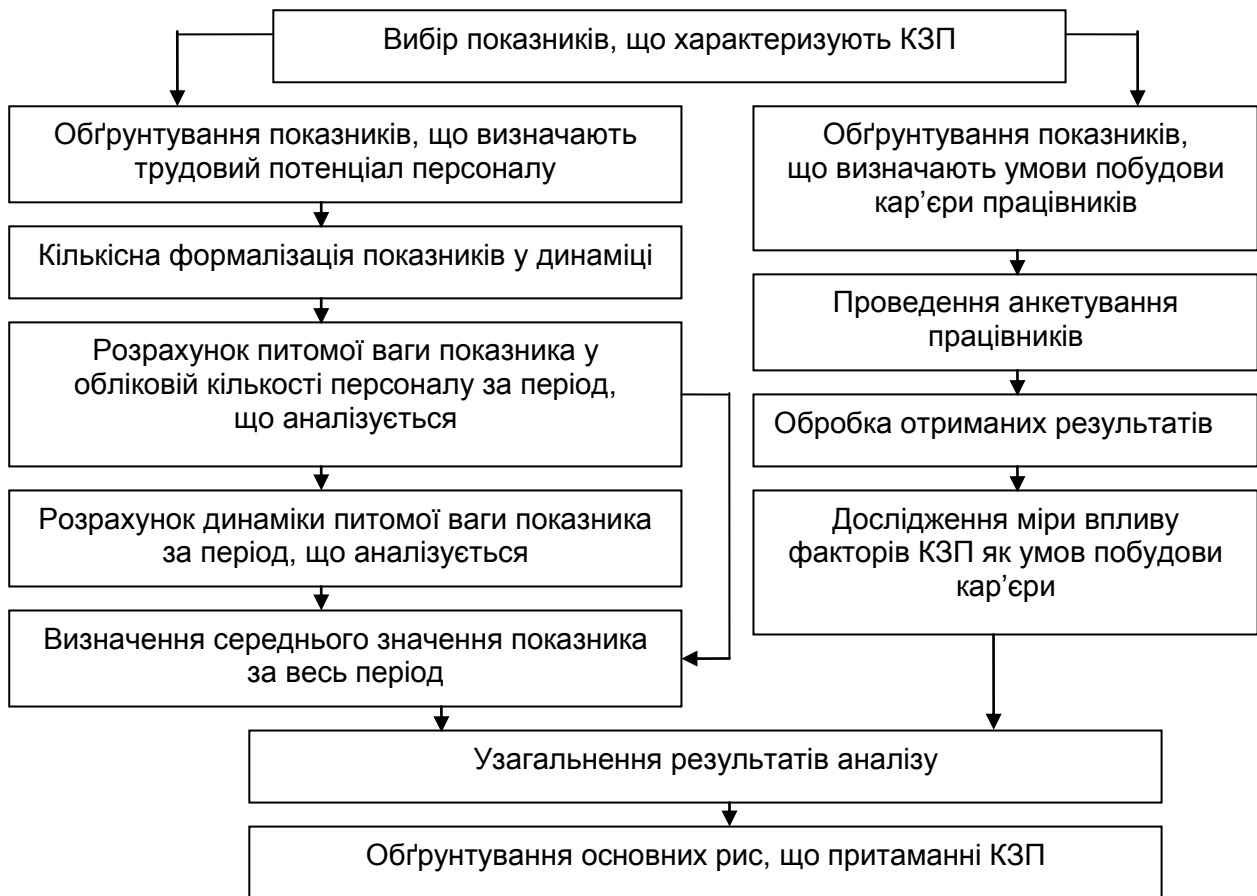 Вибір показників, що характеризують КЗП
Обґрунтування показників, що визначають
трудовий потенціал персоналу
Кількісна формалізація показників у динаміці
Розрахунок питомої ваги показника у
обліковій кількості персоналу за період,
що аналізується
Розрахунок динаміки питомої ваги показника
за період, що аналізується
Визначення середнього значення показника
за весь період
Обґрунтування показників,
що визначають умови побудови
кар’єри працівників
Проведення анкетування
працівників
Обробка отриманих результатів
Дослідження міри впливу
факторів КЗП як умов побудови
кар’єри
Узагальнення результатів аналізу
Обґрунтування основних рис, що притаманні КЗП